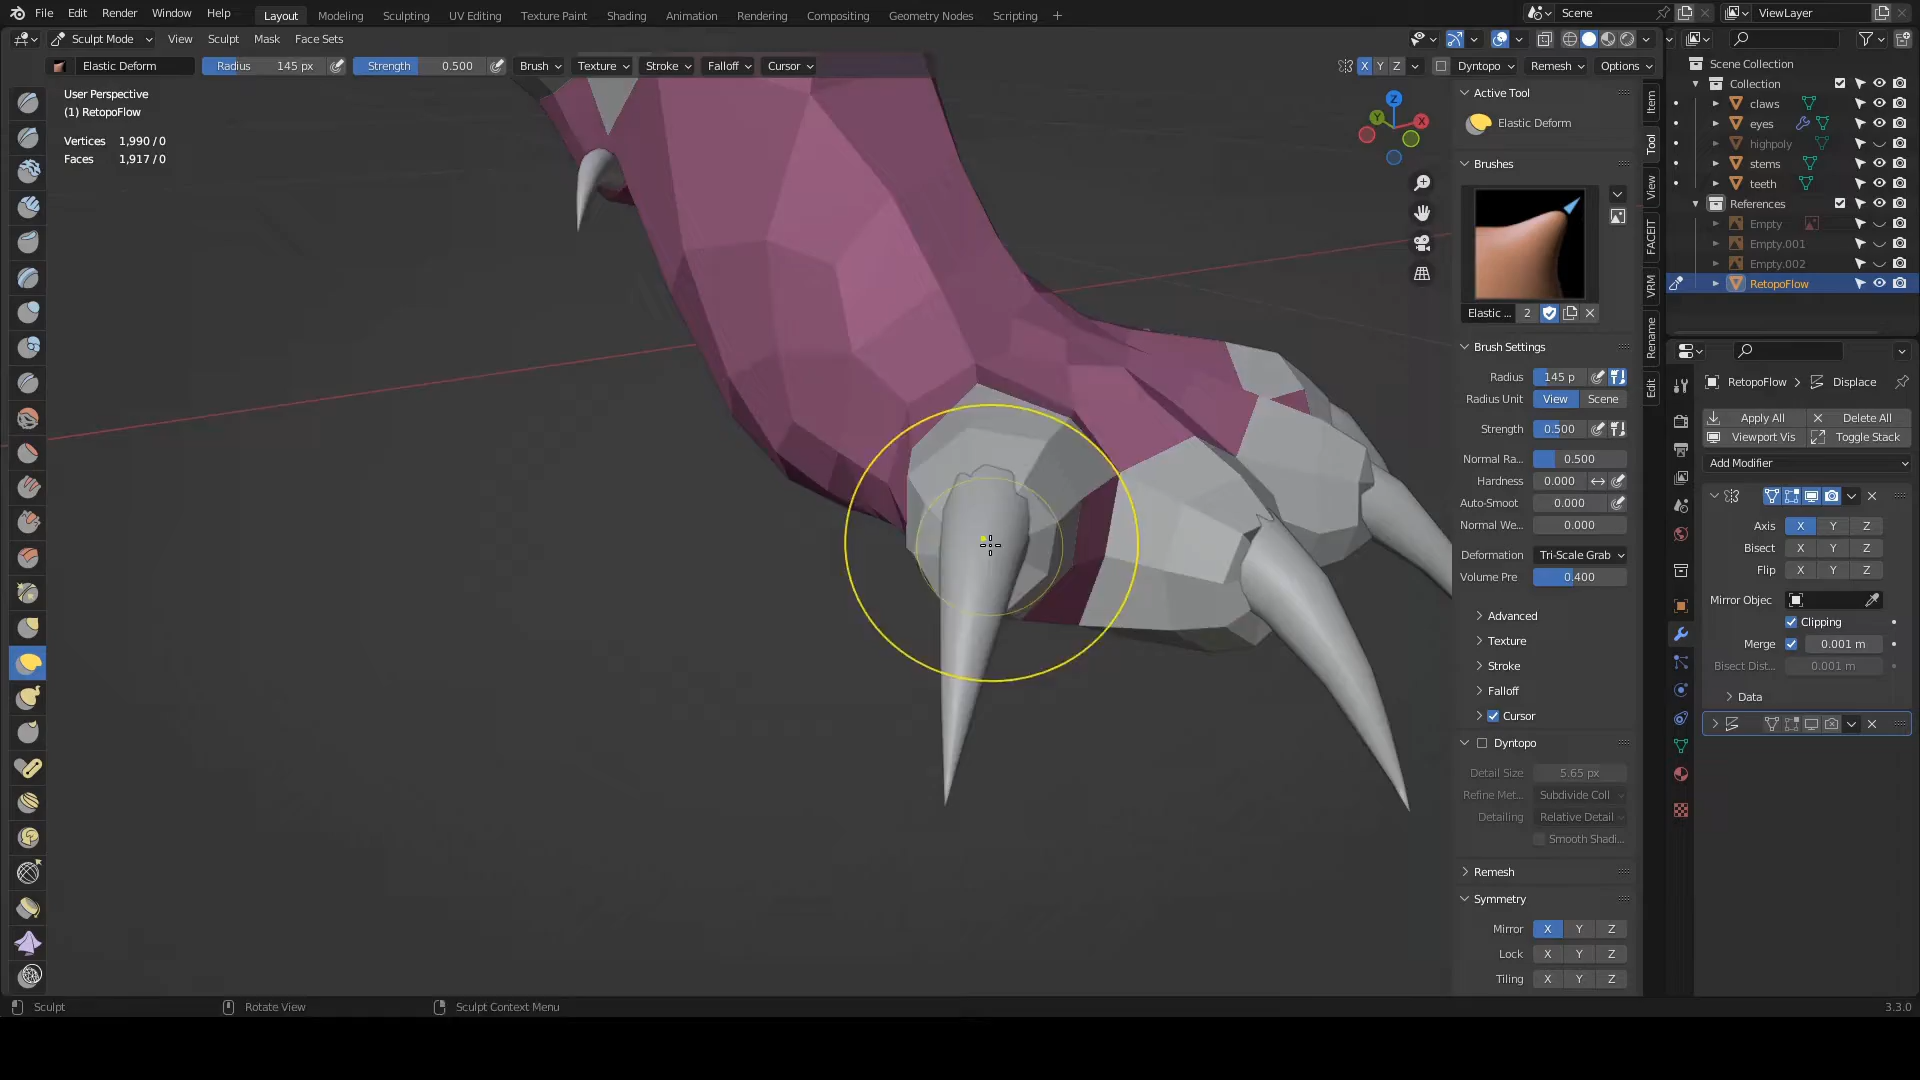 File Edit Render Window Help Layout Modeling Sculpting UV Editing Texture Paint Shading Animation Rendering Compositing Geometry Nodes Scripting + Scene ViewLayer
Sculpt Mode View Sculpt Mask Face Sets
Elastic Deform Radius 145 px Strength 0.500 Brush Texture Stroke Falloff Cursor X Y Z Dyntopo Remesh Options
User Perspective
(1) RetopoFlow
Vertices 1,990 / 0
Faces 1,917 / 0
Z
Y
X
Item
Tool
View
FACEIT
VRM
Rename
Edit
Active Tool
Elastic Deform
Brushes
Elastic ... 2
Brush Settings
Radius 145 p
Radius Unit View Scene
Strength 0.500
Normal Ra... 0.500
Hardness 0.000
Auto-Smoot 0.000
Normal We... 0.000
Deformation Tri-Scale Grab
Volume Pre 0.400
Advanced
Texture
Stroke
Falloff
Cursor
Dyntopo
Detail Size 5.65 px
Refine Met... Subdivide Coll
Detailing Relative Detail
Smooth Shadi...
Remesh
Symmetry
Mirror X Y Z
Lock X Y Z
Tiling X Y Z
Scene Collection
Collection
claws
eyes
highpoly
stems
teeth
References
Empty
Empty.001
Empty.002
RetopoFlow
RetopoFlow > Displace
Apply All Delete All
Viewport Vis Toggle Stack
Add Modifier
Axis X Y Z
Bisect X Y Z
Flip X Y Z
Mirror Objec
Clipping
Merge 0.001 m
Bisect Dist... 0.001 m
Data
Sculpt Rotate View Sculpt Context Menu 3.3.0